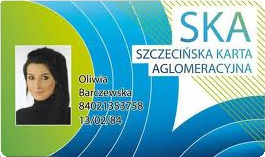 SKA
SZCZECIŃSKA KARTA
AGLOMERACYJNA
Oliwia
Barczewska
84021353758
13/02/84